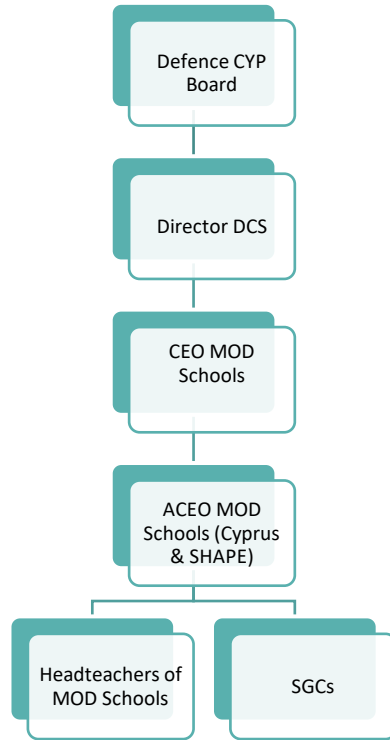 Defence CYP
Board
Director DCS
CEO MOD
Schools
ACEO MOD
Schools (Cyprus
& SHAPE)
Headteachers of
MOD Schools
SGCs